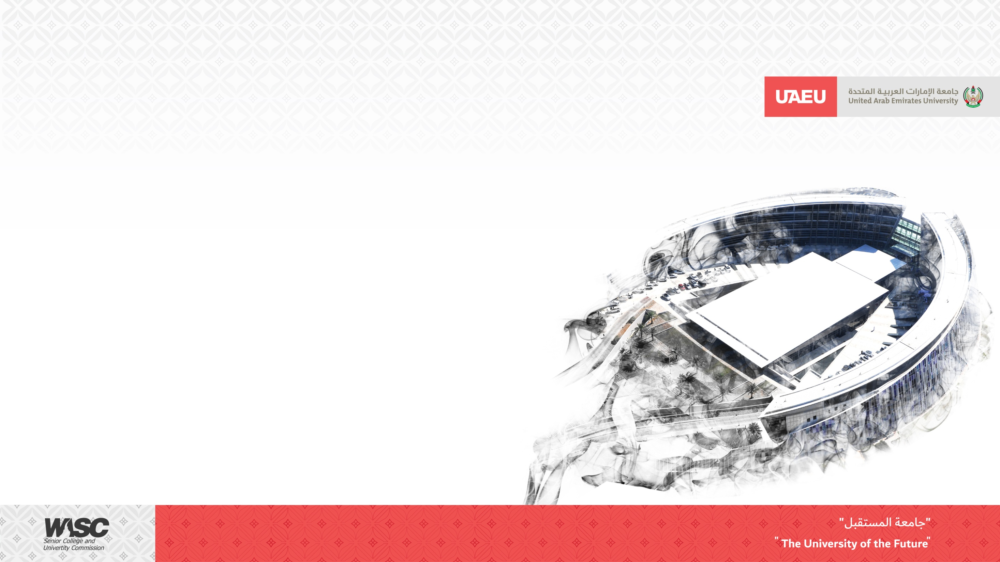 UAEU
جامعة الإمارات العربية المتحدة
United Arab Emirates University
WASC
Senior College and
Univertity Commission
"جامعة المستقبل"
"The University of the Future"